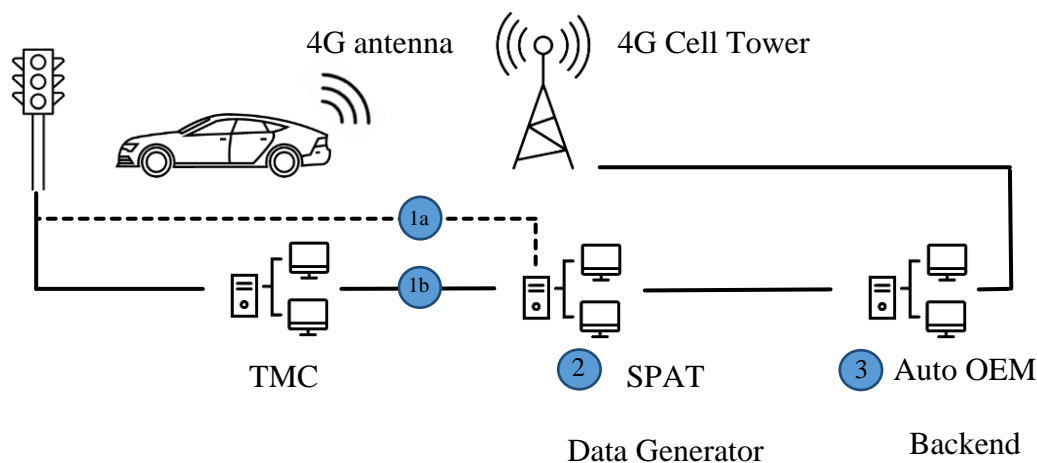 4G antenna
4G Cell Tower
1a
1b
TMC
2 SPAT
Data Generator
3 Auto OEM
Backend